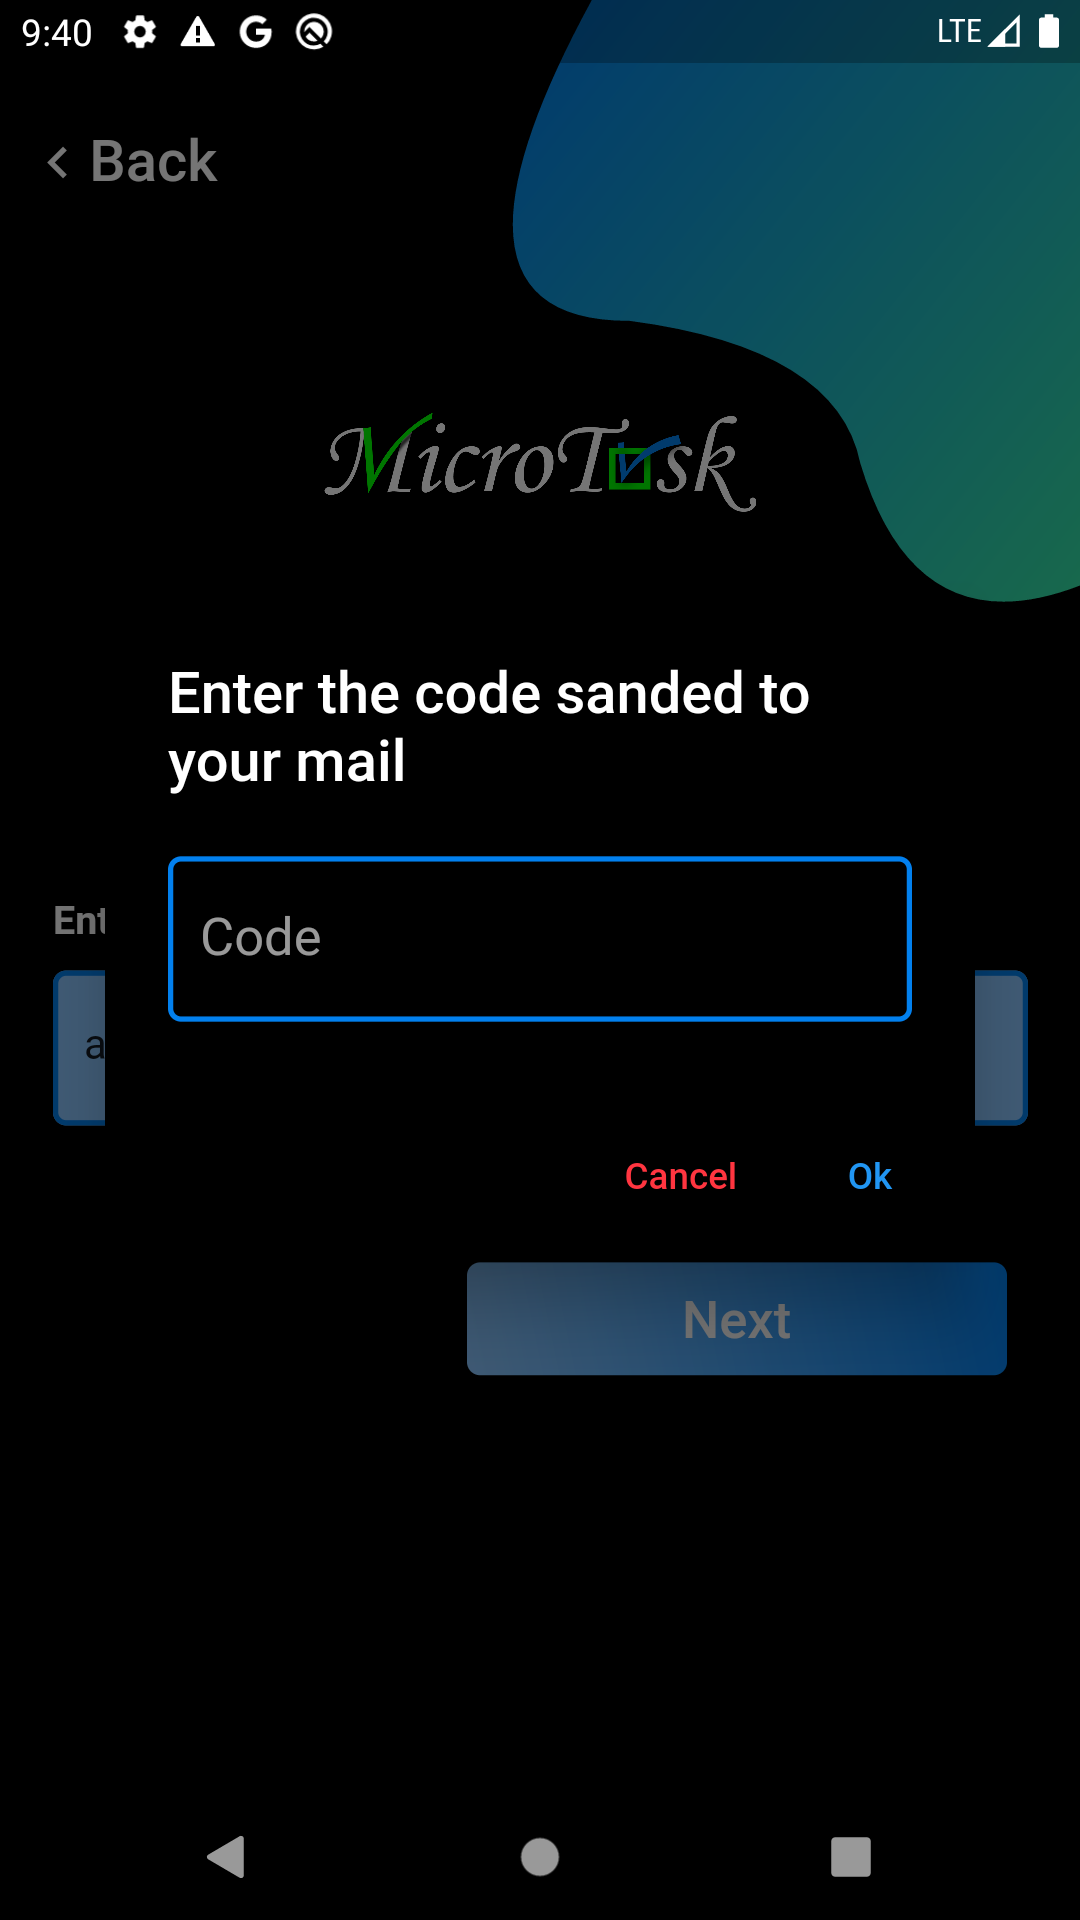 9:40 LTE
Back
MicroTask
Enter the code sanded to
your mail
Ent
Code
a
Cancel Ok
Next